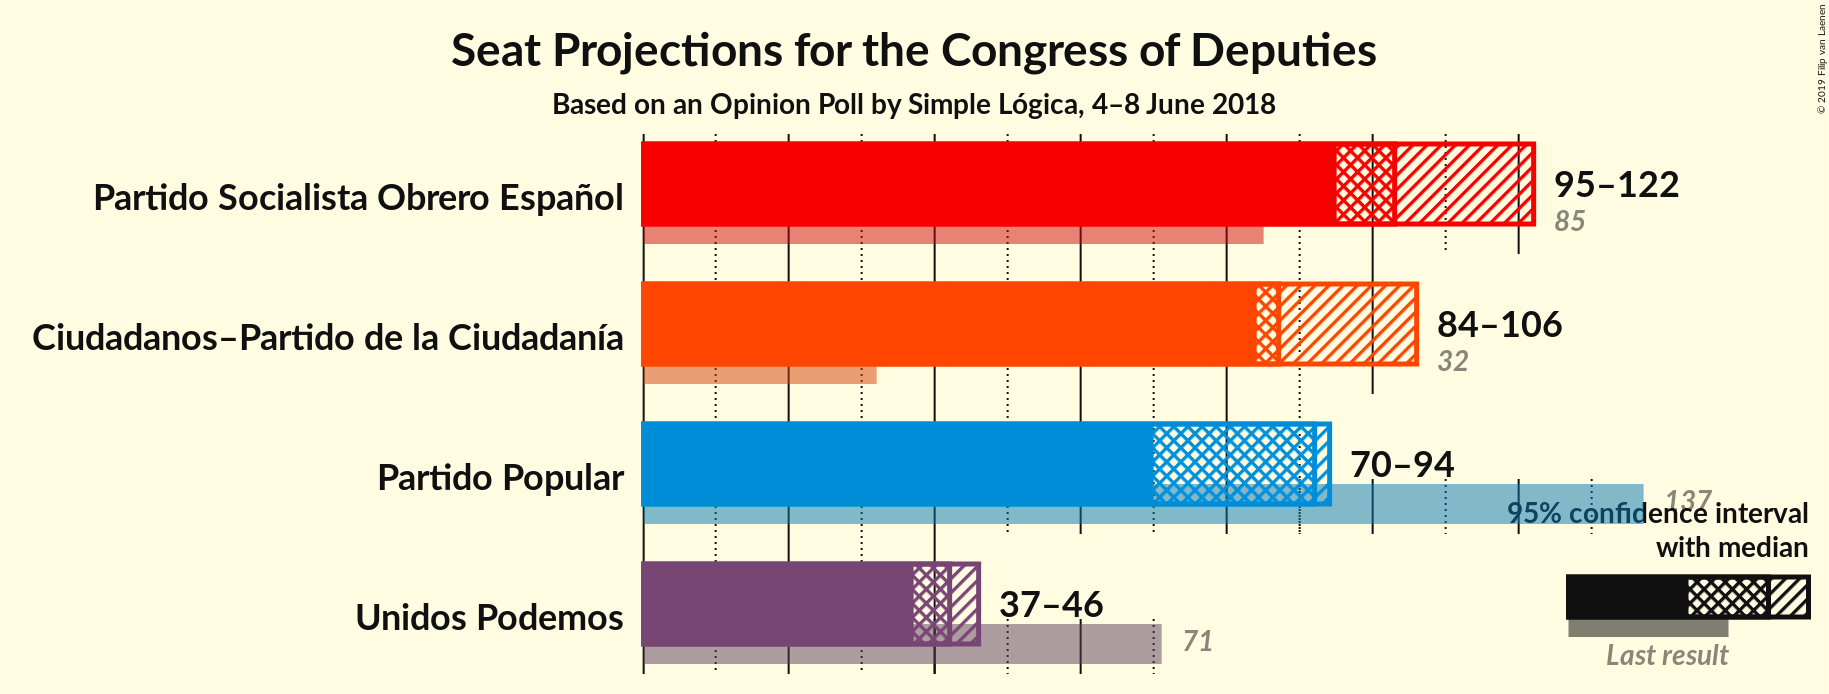 Seat Projections for the Congress of Deputies
Based on an Opinion Poll by Simple Lógica, 4–8 June 2018
© 2019 Filip van Laenen
Partido Socialista Obrero Español
95–122
85
Ciudadanos–Partido de la Ciudadanía
84–106
32
Partido Popular
70–94
137
95% confidence interval
with median
Unidos Podemos
37–46
71
Last result